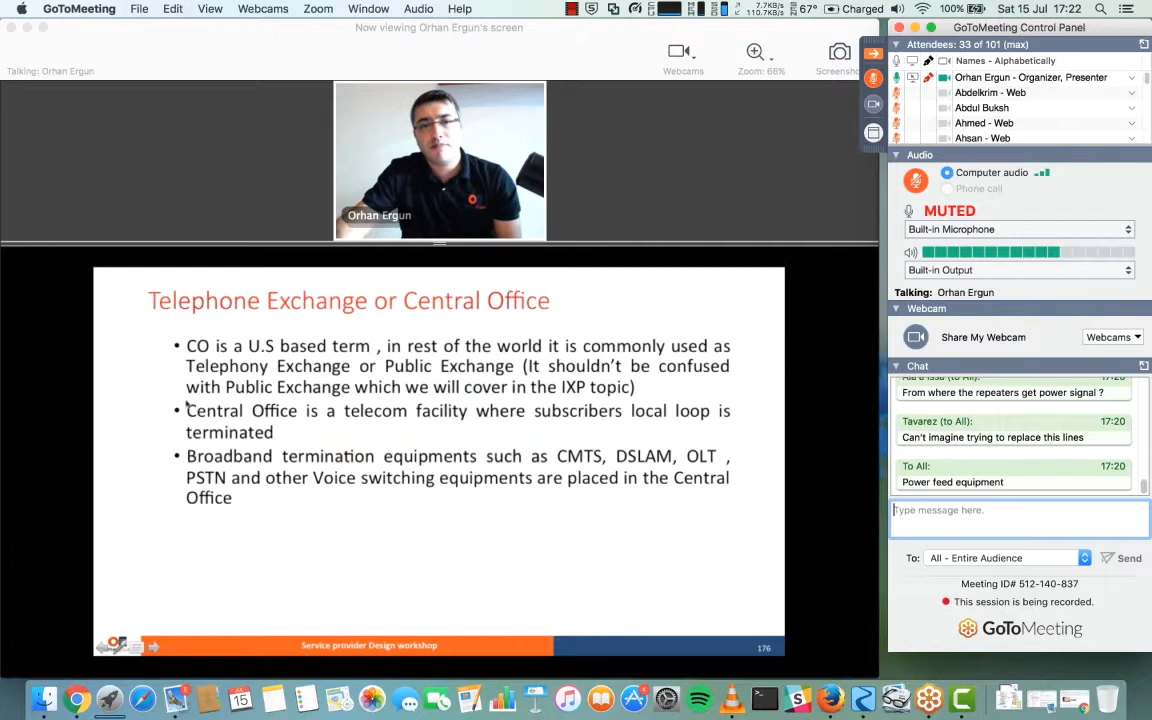 GoToMeeting File Edit View Webcams Zoom Window Audio Help
7.7KB/s
110.7KB/s
67° Charged 100% Sat 15 Jul 17:22
Now viewing Orhan Ergun's screen
Talking: Orhan Ergun
Webcams
Zoom: 68%
Orhan Ergun
Telephone Exchange or Central Office
• CO is a U.S based term , in rest of the world it is commonly used as
Telephony Exchange or Public Exchange (It shouldn't be confused
with Public Exchange which we will cover in the IXP topic)
• Central Office is a telecom facility where subscribers local loop is
terminated
• Broadband termination equipments such as CMTS, DSLAM, OLT ,
PSTN and other Voice switching equipments are placed in the Central
Office
Service provider Design workshop
176
GoToMeeting Control Panel
Attendees: 33 of 101 (max)
Names - Alphabetically
Orhan Ergun - Organizer, Presenter
Abdelkrim - Web
Abdul Buksh
Ahmed - Web
Ahsan - Web
Audio
Computer audio
Phone call
MUTED
Built-in Microphone
Built-in Output
Talking: Orhan Ergun
Webcam
Share My Webcam Webcams
Chat
From where the repeaters get power signal ?
Tavarez (to All): 17:20
Can't imagine trying to replace this lines
To All: 17:20
Power feed equipment
Type message here.
To: All - Entire Audience Send
Meeting ID# 512-140-837
This session is being recorded.
GoToMeeting